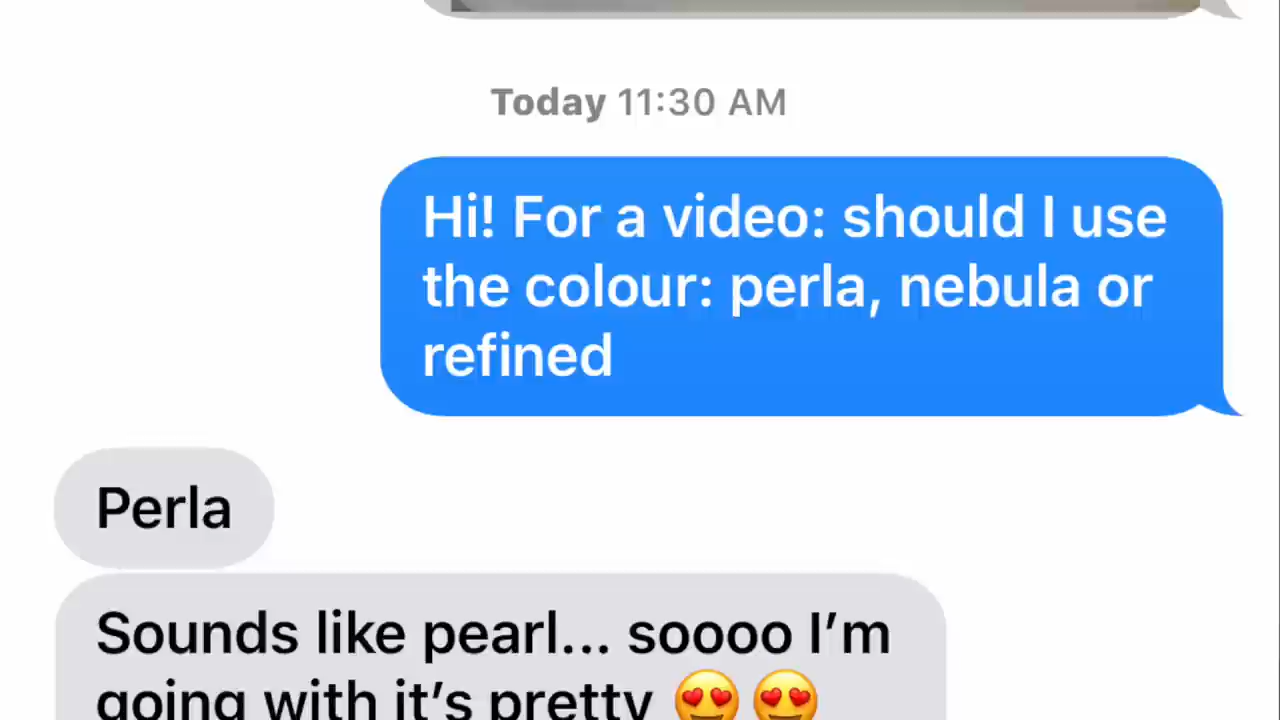 Today 11:30 AM
Hi! For a video: should I use
the colour: perla, nebula or
refined
Perla
Sounds like pearl... soooo I’m
going with it’s pretty 😍😍